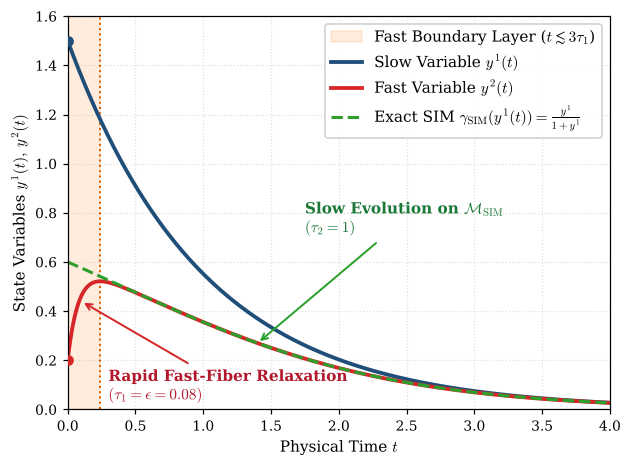 1.6
1.4
1.2
1.0
0.8
0.6
0.4
0.2
0.0
State Variables y¹(t), y²(t)
Fast Boundary Layer (t ≲ 3τ₁)
Slow Variable y¹(t)
Fast Variable y²(t)
Exact SIM γ_SIM(y¹(t)) = y¹/(1+y¹)
Slow Evolution on ℳ_SIM
(τ₂ = 1)
Rapid Fast-Fiber Relaxation
(τ₁ = ϵ = 0.08)
0.0 0.5 1.0 1.5 2.0 2.5 3.0 3.5 4.0
Physical Time t